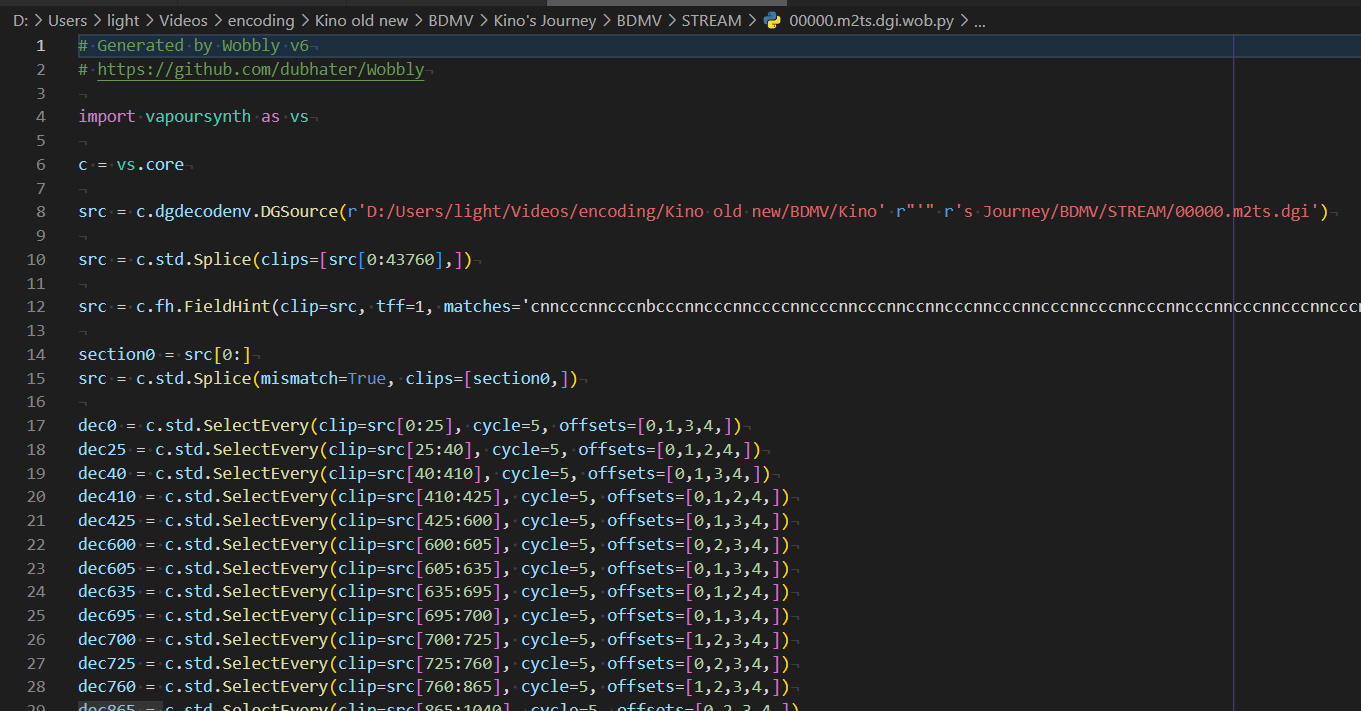 D: > Users > light > Videos > encoding > Kino old new > BDMV > Kino's Journey > BDMV > STREAM > 00000.m2ts.dgi.wob.py > ...
1 # Generated by Wobbly v6
2 # https://github.com/dubhater/Wobbly
3
4 import vapoursynth as vs
5
6 c = vs.core
7
8 src = c.dgdecodenv.DGSource(r'D:/Users/light/Videos/encoding/Kino old new/BDMV/Kino' r"'" r's Journey/BDMV/STREAM/00000.m2ts.dgi')
9
10 src = c.std.Splice(clips=[src[0:43760],])
11
12 src = c.fh.FieldHint(clip=src, tff=1, matches='cnncccnncccnbcccnncccnnccccnncccnncccnnccnncccnncccnncccnncccnncccnncccnncccnncccnnccc
13
14 section0 = src[0:]
15 src = c.std.Splice(mismatch=True, clips=[section0,])
16
17 dec0 = c.std.SelectEvery(clip=src[0:25], cycle=5, offsets=[0,1,3,4,])
18 dec25 = c.std.SelectEvery(clip=src[25:40], cycle=5, offsets=[0,1,2,4,])
19 dec40 = c.std.SelectEvery(clip=src[40:410], cycle=5, offsets=[0,1,3,4,])
20 dec410 = c.std.SelectEvery(clip=src[410:425], cycle=5, offsets=[0,1,2,4,])
21 dec425 = c.std.SelectEvery(clip=src[425:600], cycle=5, offsets=[0,1,3,4,])
22 dec600 = c.std.SelectEvery(clip=src[600:605], cycle=5, offsets=[0,2,3,4,])
23 dec605 = c.std.SelectEvery(clip=src[605:635], cycle=5, offsets=[0,1,3,4,])
24 dec635 = c.std.SelectEvery(clip=src[635:695], cycle=5, offsets=[0,1,2,4,])
25 dec695 = c.std.SelectEvery(clip=src[695:700], cycle=5, offsets=[0,1,3,4,])
26 dec700 = c.std.SelectEvery(clip=src[700:725], cycle=5, offsets=[1,2,3,4,])
27 dec725 = c.std.SelectEvery(clip=src[725:760], cycle=5, offsets=[0,2,3,4,])
28 dec760 = c.std.SelectEvery(clip=src[760:865], cycle=5, offsets=[1,2,3,4,])
29 dec865 = c.std.SelectEvery(clip=src[865:1040], cycle=5, offsets=[0,2,3,4,])